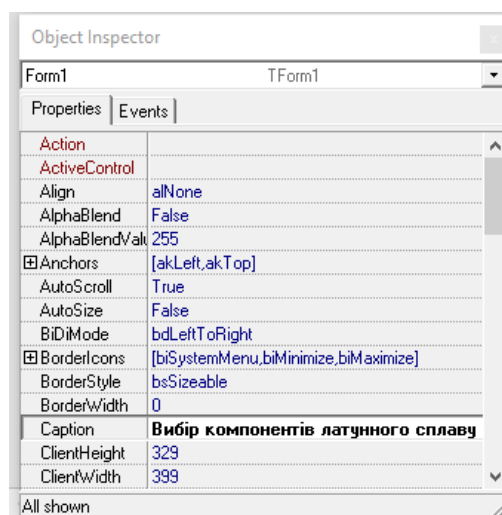 Object Inspector
Form1 TForm1
Properties Events
Action
ActiveControl
Align alNone
AlphaBlend False
AlphaBlendVal 255
Anchors [akLeft,akTop]
AutoScroll True
AutoSize False
BiDiMode bdLeftToRight
BorderIcons [biSystemMenu,biMinimize,biMaximize]
BorderStyle bsSizeable
BorderWidth 0
Caption Вибір компонентів латунного сплаву
ClientHeight 329
ClientWidth 399
All shown